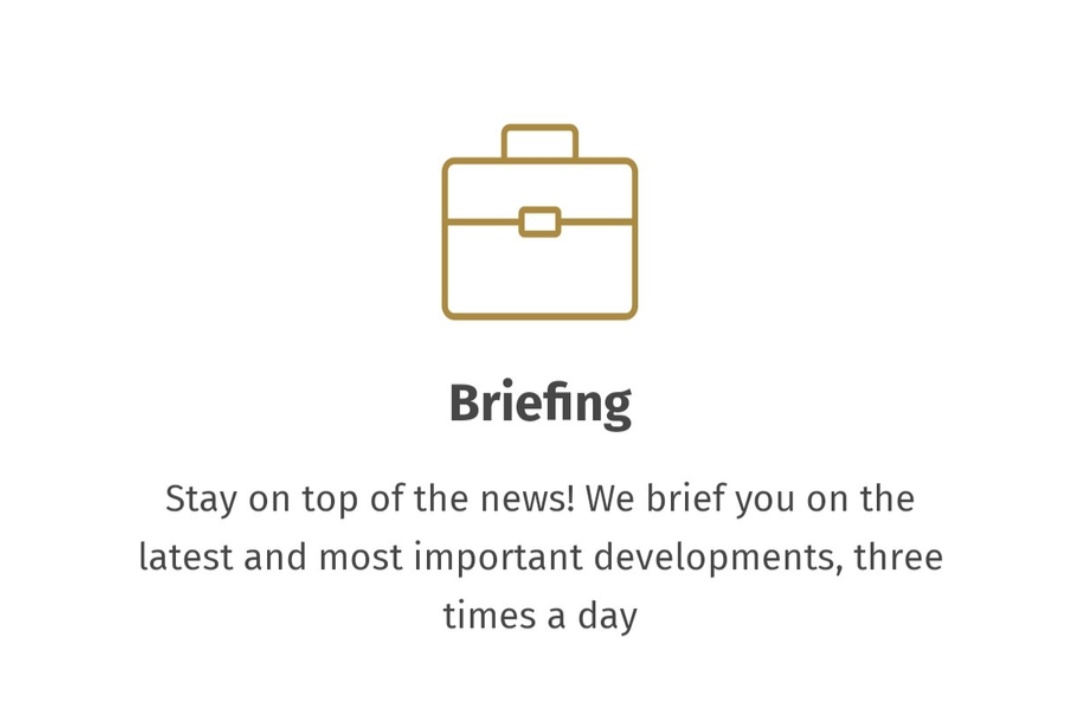 Briefing
Stay on top of the news! We brief you on the
latest and most important developments, three
times a day